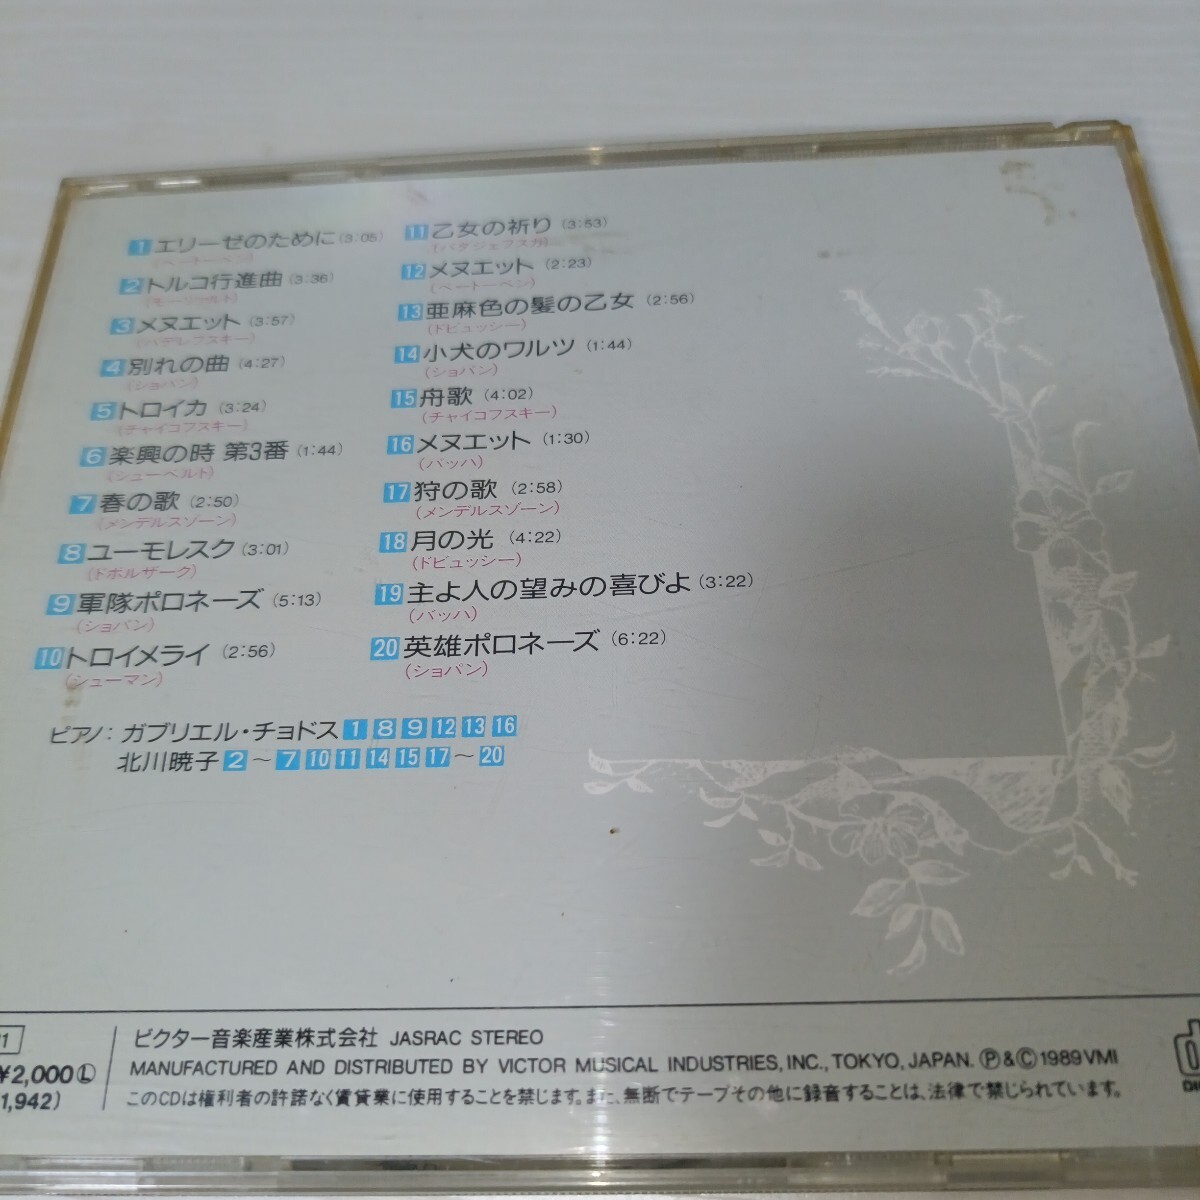 1 エリーゼのために (3:05)
(ベートーベン)
2 トルコ行進曲 (3:36)
(モーツァルト)
3 メヌエット (3:57)
(パデレフスキー)
4 別れの曲 (4:27)
(ショパン)
5 トロイカ (3:24)
(チャイコフスキー)
6 楽興の時 第3番 (1:44)
(シューベルト)
7 春の歌 (2:50)
(メンデルスゾーン)
8 ユーモレスク (3:01)
(ドボルザーク)
9 軍隊ポロネーズ (5:13)
(ショパン)
10 トロイメライ (2:56)
(シューマン)
11 乙女の祈り (3:53)
(バタジェフスカ)
12 メヌエット (2:23)
(ベートーベン)
13 亜麻色の髪の乙女 (2:56)
(ドビュッシー)
14 小犬のワルツ (1:44)
(ショパン)
15 舟歌 (4:02)
(チャイコフスキー)
16 メヌエット (1:30)
(バッハ)
17 狩の歌 (2:58)
(メンデルスゾーン)
18 月の光 (4:22)
(ドビュッシー)
19 主よ人の望みの喜びよ (3:22)
(バッハ)
20 英雄ポロネーズ (6:22)
(ショパン)
ピアノ: ガブリエル・チョドス 1 8 9 12 13 16
北川暁子 2 〜 7 10 11 14 15 17 〜 20
¥2,000 Ⓛ
1,942)
ビクター音楽産業株式会社 JASRAC STEREO
MANUFACTURED AND DISTRIBUTED BY VICTOR MUSICAL INDUSTRIES, INC., TOKYO, JAPAN. Ⓟ&Ⓒ 1989 VMI
このCDは権利者の許諾なく賃貸業に使用することを禁じます。また、無断でテープその他に録音することは、法律で禁じられています。